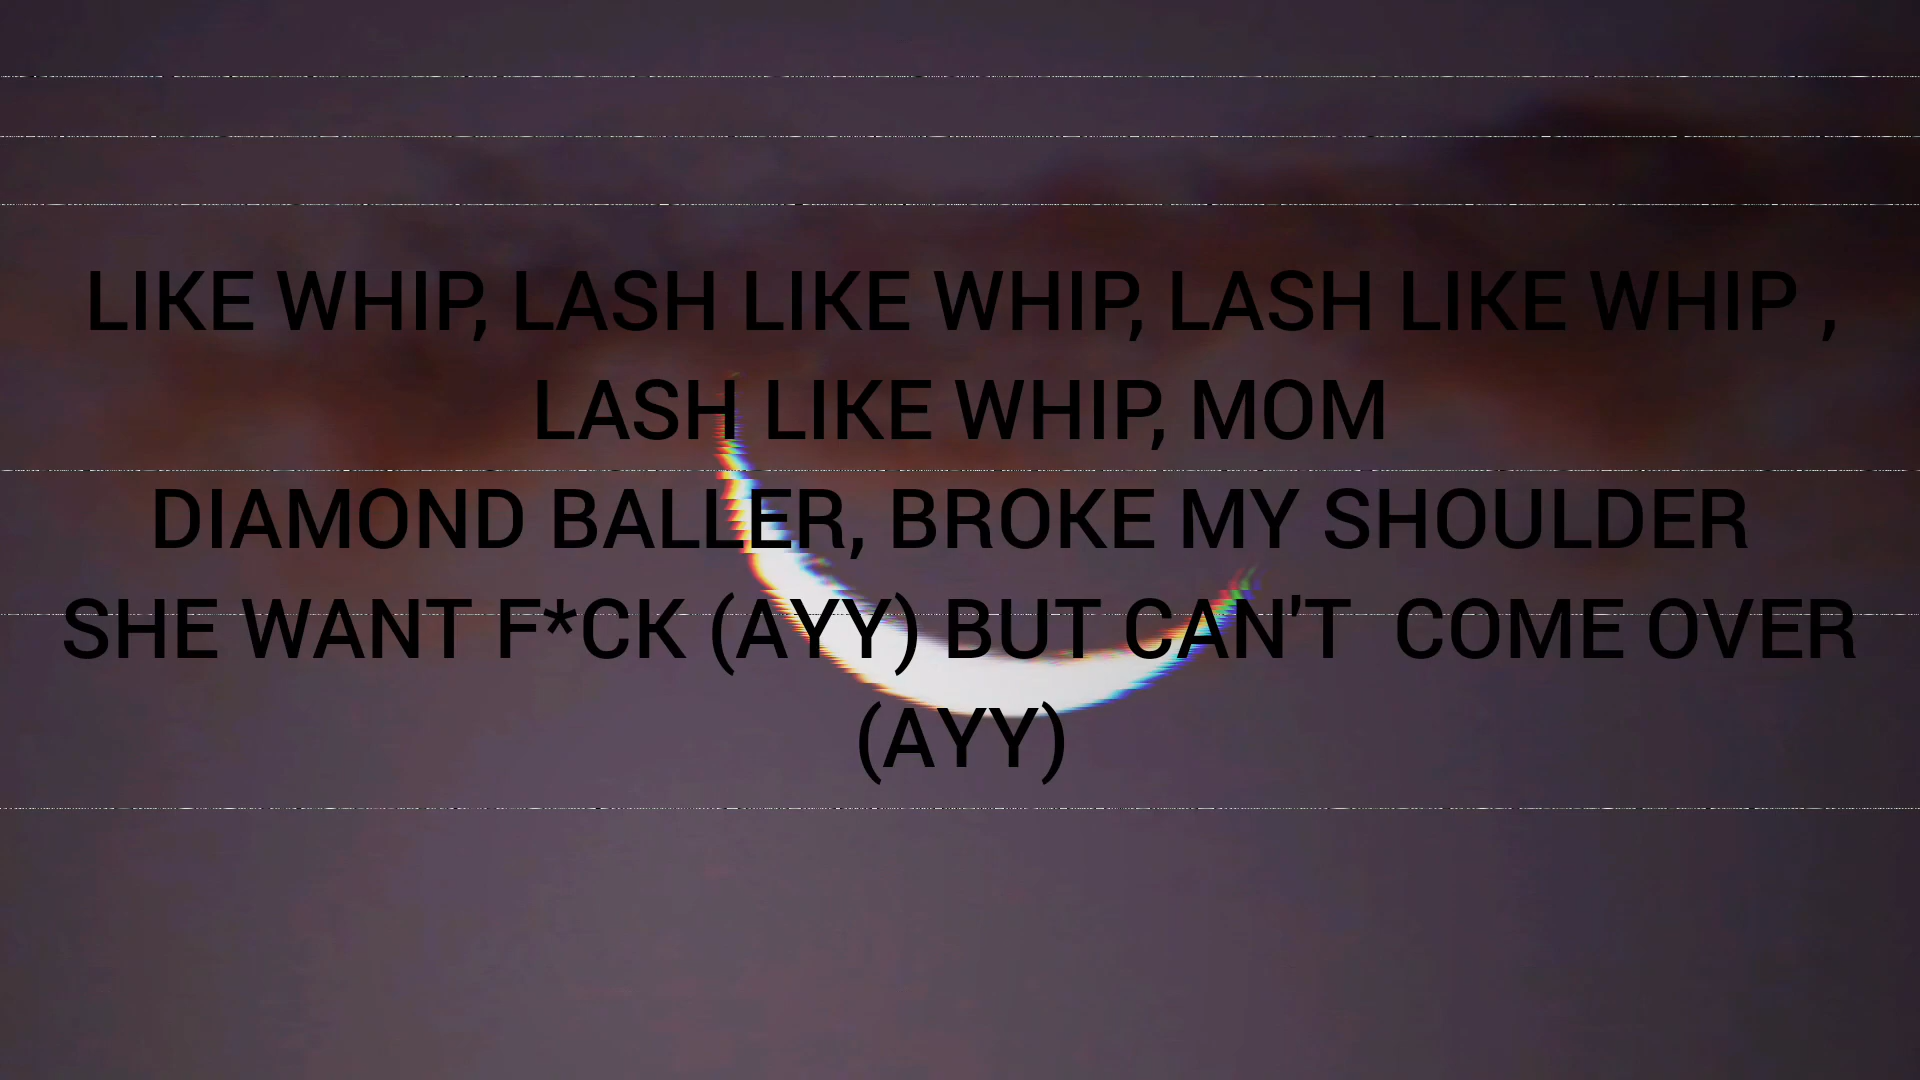 LIKE WHIP, LASH LIKE WHIP, LASH LIKE WHIP ,
LASH LIKE WHIP, MOM
DIAMOND BALLER, BROKE MY SHOULDER
SHE WANT F*CK (AYY) BUT CAN'T COME OVER
(AYY)